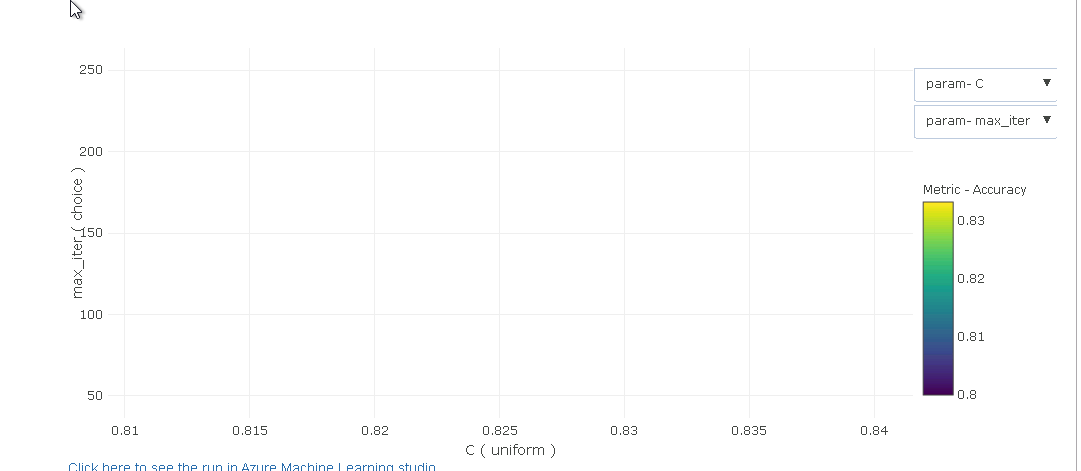 250
200
150
100
50
max_iter ( choice )
0.81 0.815 0.82 0.825 0.83 0.835 0.84
C ( uniform )
param- C
param- max_iter
Metric - Accuracy
0.83
0.82
0.81
0.8
Click here to see the run in Azure Machine Learning studio